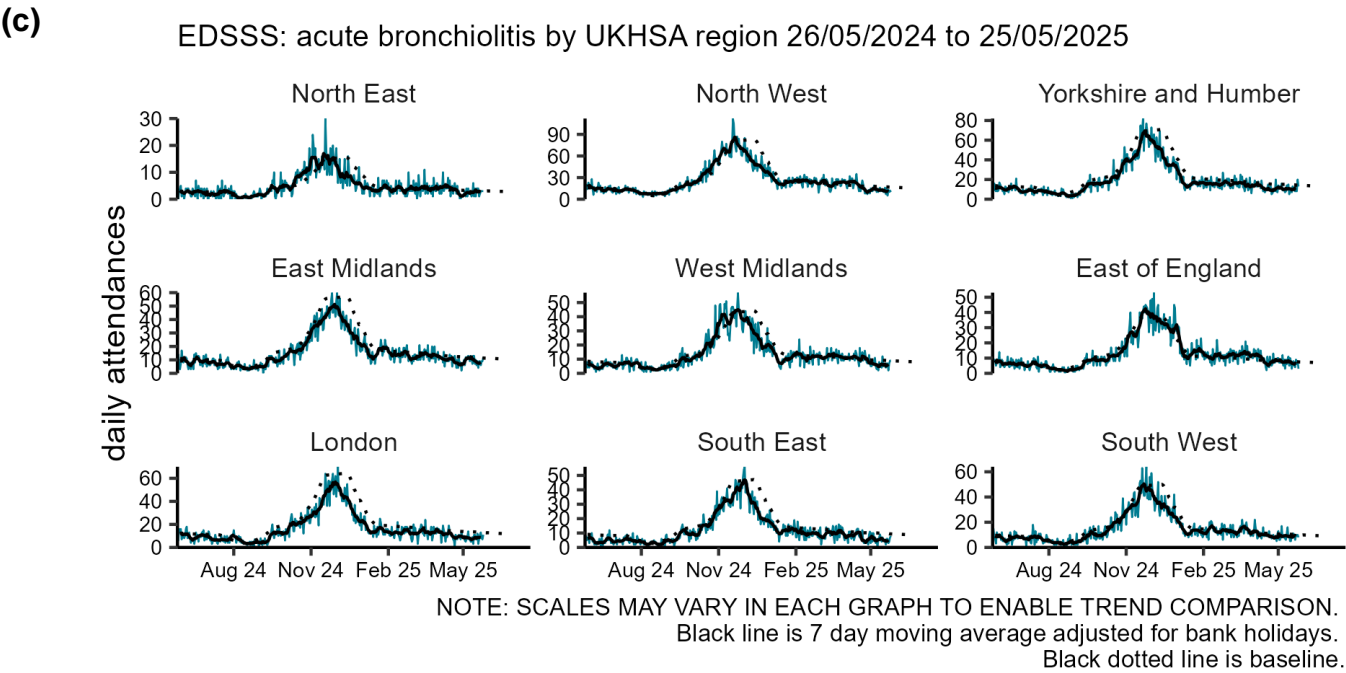 (c)
EDSSS: acute bronchiolitis by UKHSA region 26/05/2024 to 25/05/2025
daily attendances
North East
30
20
10
0
North West
90
60
30
0
Yorkshire and Humber
80
60
40
20
0
East Midlands
60
50
40
30
20
10
0
West Midlands
50
40
30
20
10
0
East of England
50
40
30
20
10
0
London
60
40
20
0
Aug 24 Nov 24 Feb 25 May 25
South East
50
40
30
20
10
0
Aug 24 Nov 24 Feb 25 May 25
South West
60
40
20
0
Aug 24 Nov 24 Feb 25 May 25
NOTE: SCALES MAY VARY IN EACH GRAPH TO ENABLE TREND COMPARISON.
Black line is 7 day moving average adjusted for bank holidays.
Black dotted line is baseline.